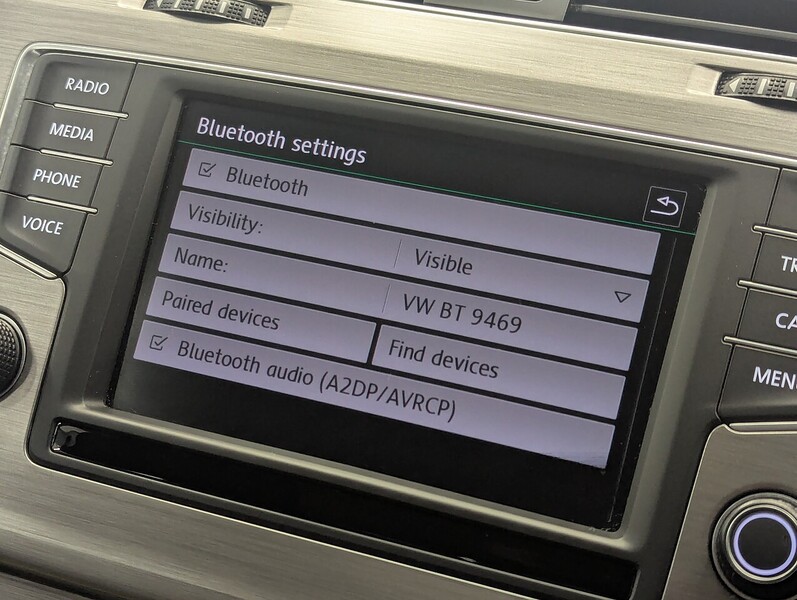 RADIO
MEDIA
PHONE
VOICE
Bluetooth settings
Bluetooth
Visibility: Visible
Name: VW BT 9469
Paired devices Find devices
Bluetooth audio (A2DP/AVRCP)